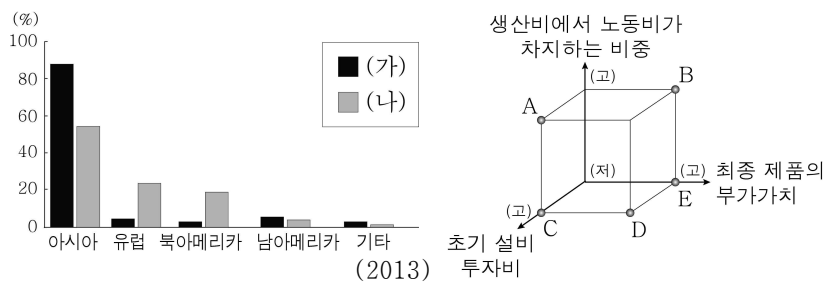 (%)
100
80
60
40
20
0
아시아 유럽 북아메리카 남아메리카 기타
(가)
(나)
(2013)
생산비에서 노동비가
차지하는 비중
(고)
B
A
(저)
(고)
최종 제품의
부가가치
E
(고)
C
D
초기 설비
투자비